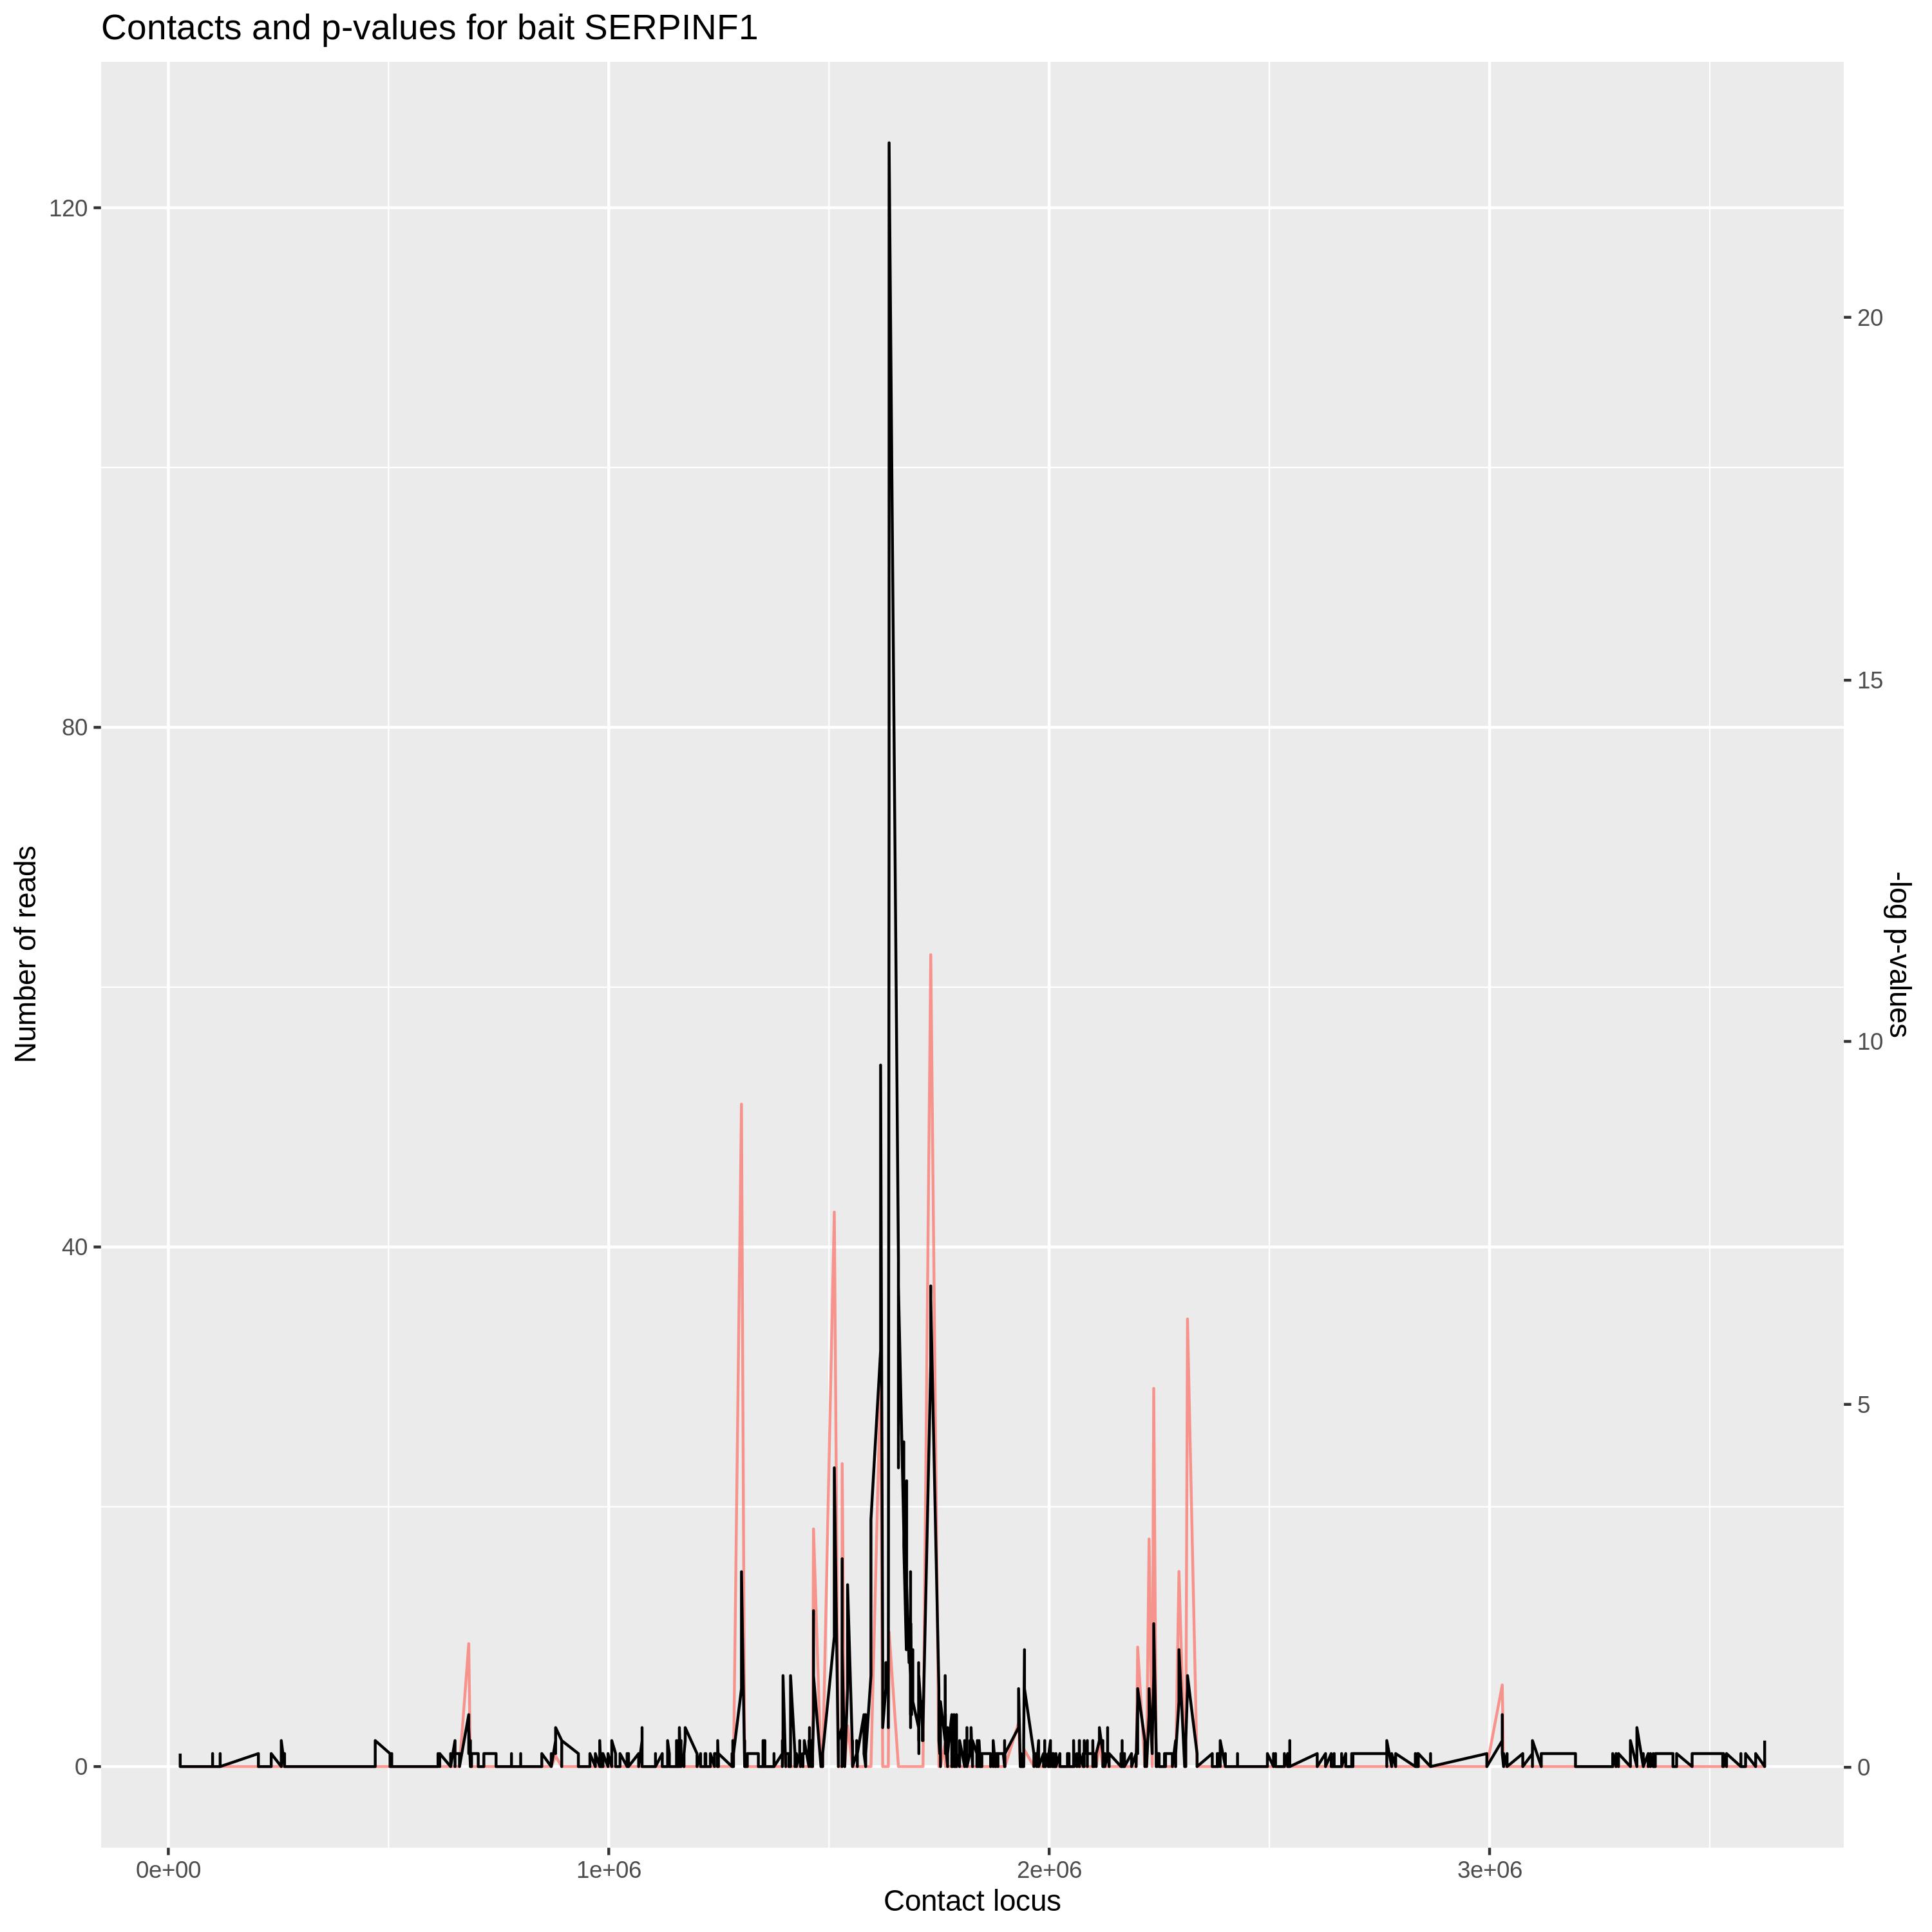 Contacts and p-values for bait SERPINF1
120
80
40
0
Number of reads
20
15
10
5
0
-log p-values
0e+00
1e+06
2e+06
3e+06
Contact locus